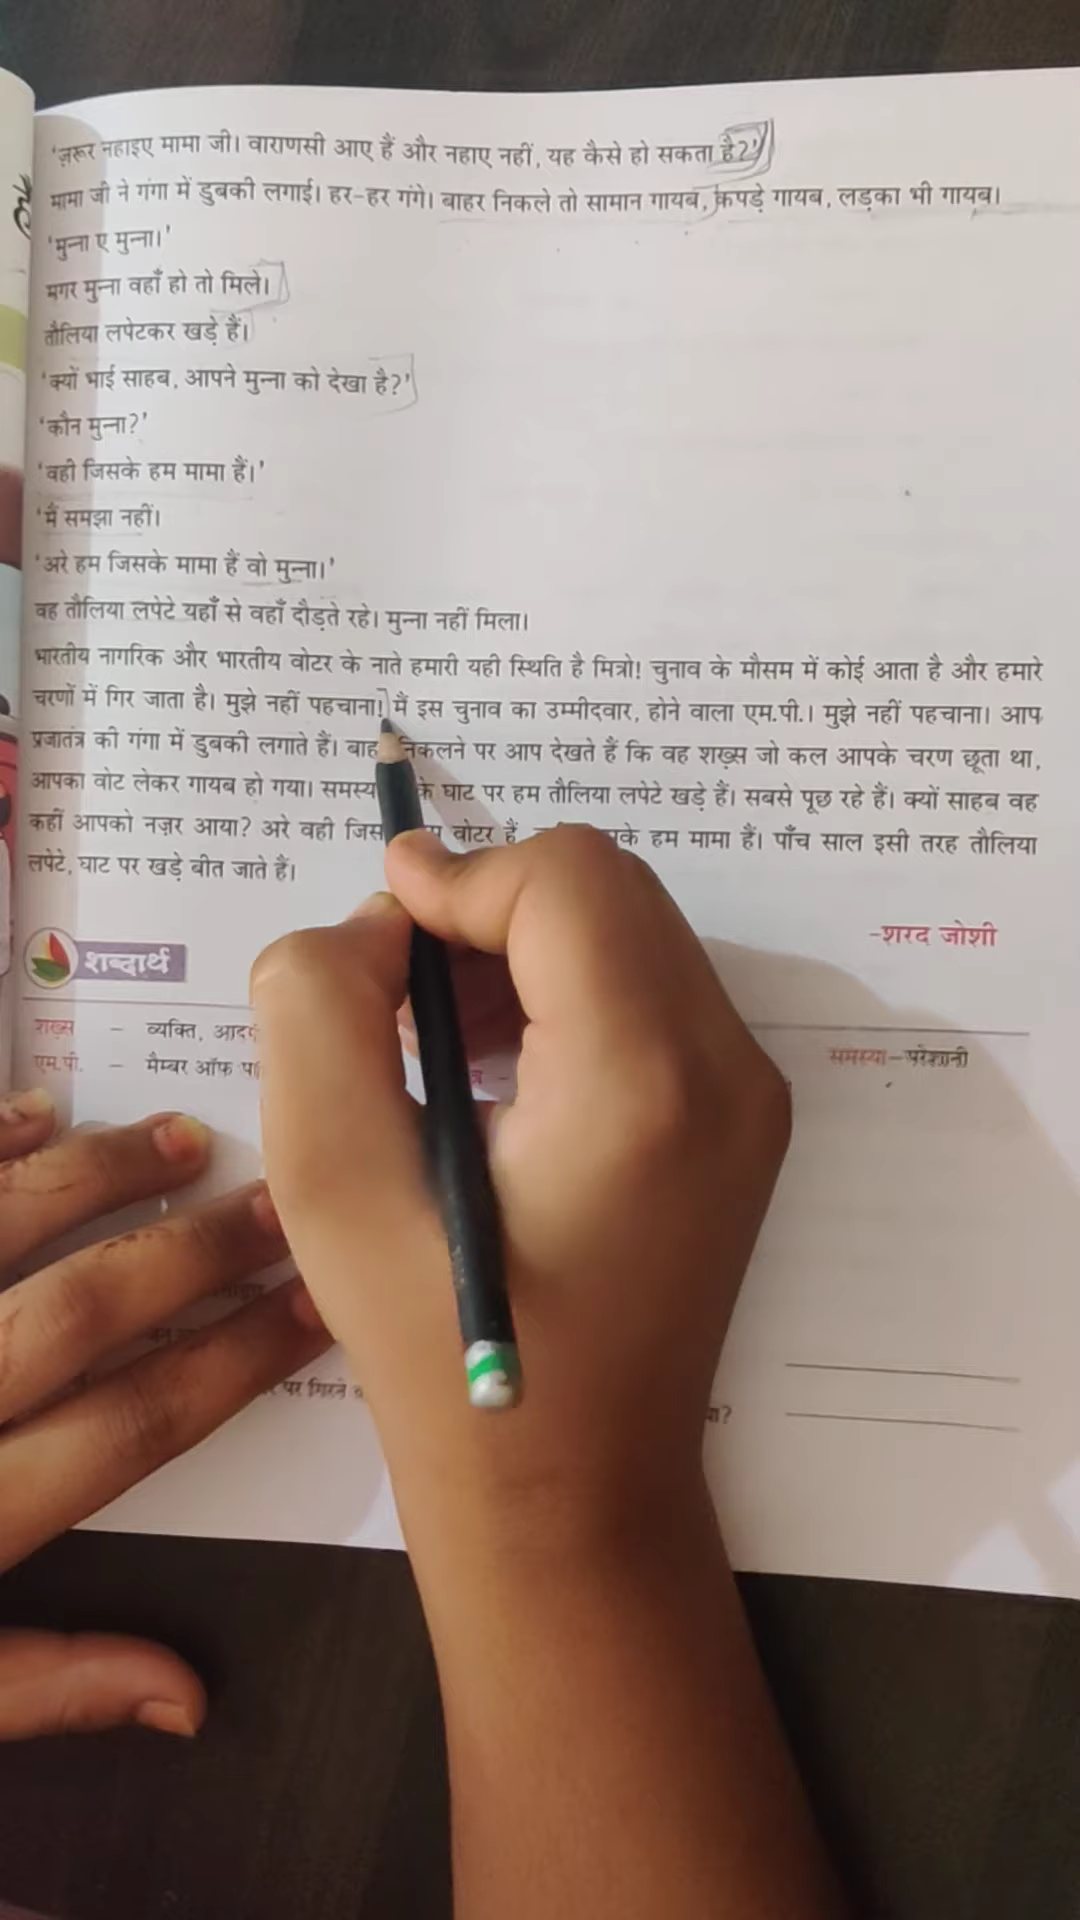 'ज़रूर नहाइए मामा जी। वाराणसी आए हैं और नहाए नहीं, यह कैसे हो सकता है?'
मामा जी ने गंगा में डुबकी लगाई। हर-हर गंगे। बाहर निकले तो सामान गायब, कपड़े गायब, लड़का भी गायब।
'मुन्ना ए मुन्ना।'
मगर मुन्ना वहाँ हो तो मिले।
तौलिया लपेटकर खड़े हैं।
'क्यों भाई साहब, आपने मुन्ना को देखा है?'
'कौन मुन्ना?'
'वही जिसके हम मामा हैं।'
'मैं समझा नहीं।
'अरे हम जिसके मामा हैं वो मुन्ना।'
वह तौलिया लपेटे यहाँ से वहाँ दौड़ते रहे। मुन्ना नहीं मिला।
भारतीय नागरिक और भारतीय वोटर के नाते हमारी यही स्थिति है मित्रो! चुनाव के मौसम में कोई आता है और हमारे
चरणों में गिर जाता है। मुझे नहीं पहचाना! मैं इस चुनाव का उम्मीदवार, होने वाला एम.पी.। मुझे नहीं पहचाना। आप
प्रजातंत्र की गंगा में डुबकी लगाते हैं। निकलने पर आप देखते हैं कि वह शख़्स जो कल आपके चरण छूता था,
आपका वोट लेकर गायब हो गया। के घाट पर हम तौलिया लपेटे खड़े हैं। सबसे पूछ रहे हैं। क्यों साहब वह
कहीं आपको नज़र आया? अरे वही वोटर हैं, के हम मामा हैं। पाँच साल इसी तरह तौलिया
लपेटे, घाट पर खड़े बीत जाते हैं।
-शरद जोशी
शब्दार्थ
शख़्स – व्यक्ति,
समस्या – परेशानी
एम.पी. – मैम्बर ऑफ़
पर गिरने